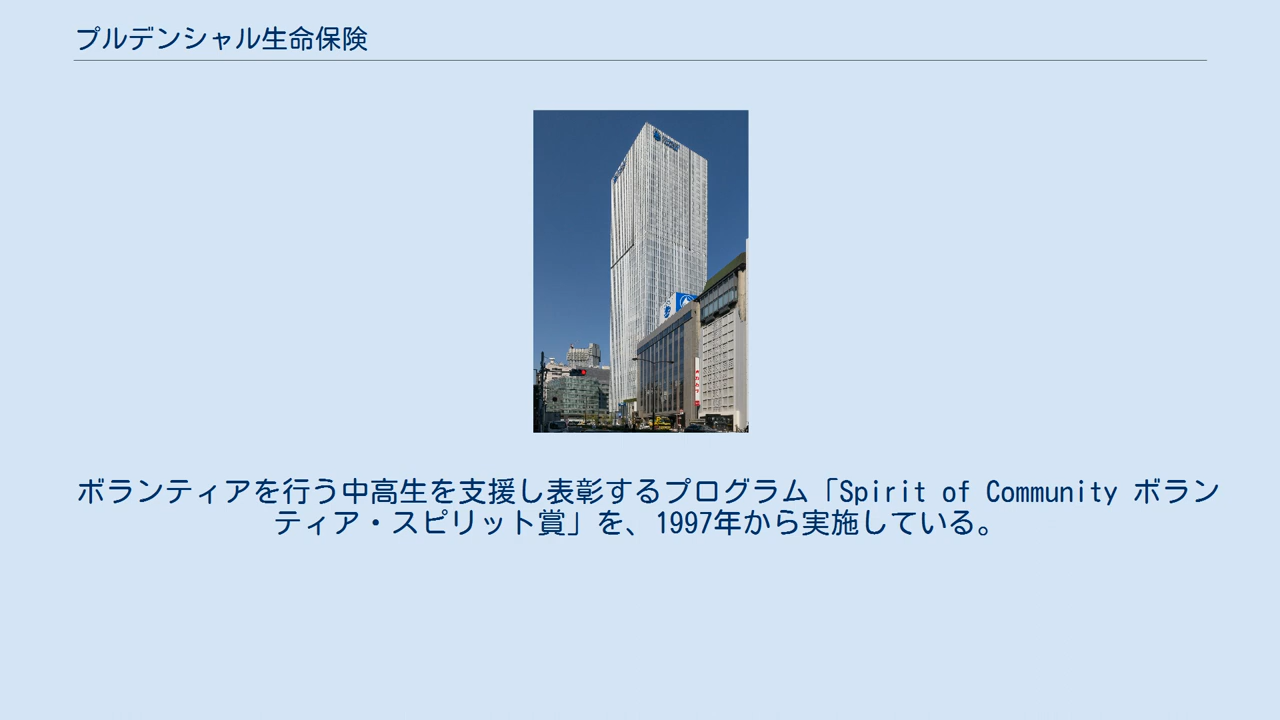 プルデンシャル生命保険
ボランティアを行う中高生を支援し表彰するプログラム「Spirit of Community ボラン
ティア・スピリット賞」を、1997年から実施している。